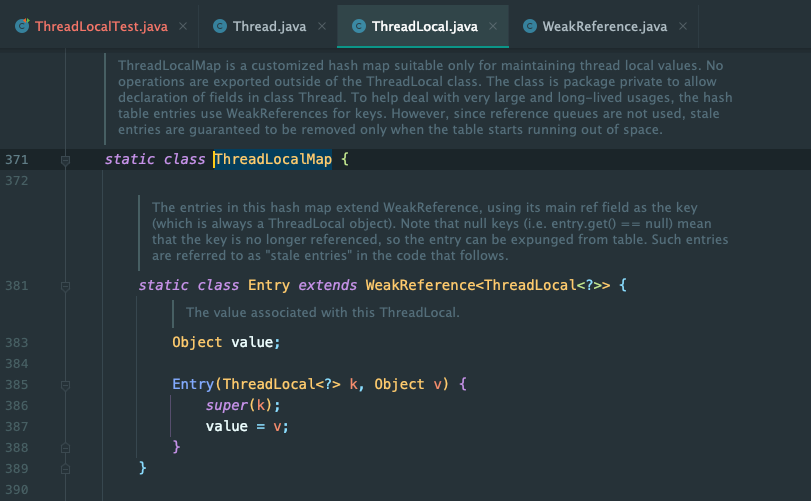 ThreadLocalTest.java × Thread.java × ThreadLocal.java × WeakReference.java ×
ThreadLocalMap is a customized hash map suitable only for maintaining thread local values. No
operations are exported outside of the ThreadLocal class. The class is package private to allow
declaration of fields in class Thread. To help deal with very large and long-lived usages, the hash
table entries use WeakReferences for keys. However, since reference queues are not used, stale
entries are guaranteed to be removed only when the table starts running out of space.
371 static class ThreadLocalMap {
372
The entries in this hash map extend WeakReference, using its main ref field as the key
(which is always a ThreadLocal object). Note that null keys (i.e. entry.get() == null) mean
that the key is no longer referenced, so the entry can be expunged from table. Such entries
are referred to as "stale entries" in the code that follows.
381 static class Entry extends WeakReference<ThreadLocal<?>> {
The value associated with this ThreadLocal.
383 Object value;
384
385 Entry(ThreadLocal<?> k, Object v) {
386 super(k);
387 value = v;
388 }
389 }
390